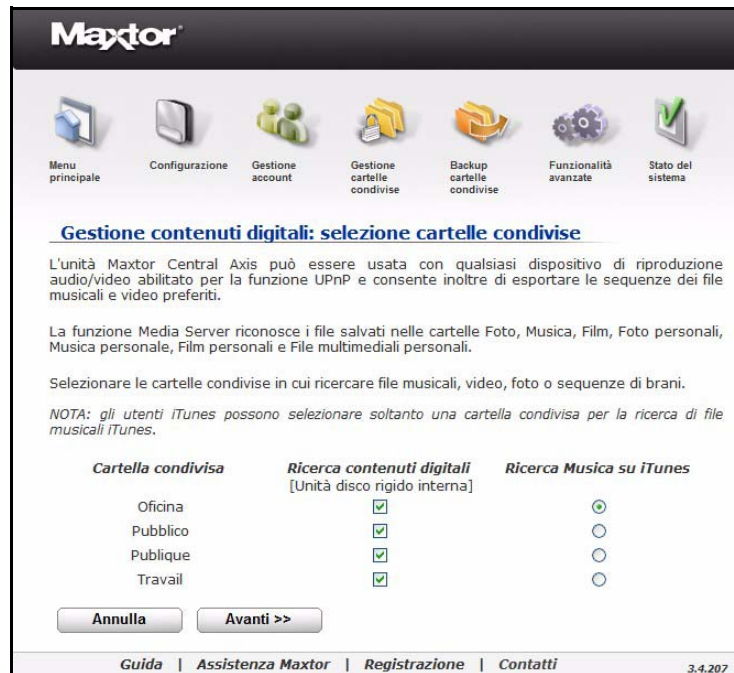 Maxtor
Menu principale
Configurazione
Gestione account
Gestione cartelle condivise
Backup cartelle condivise
Funzionalità avanzate
Stato del sistema
Gestione contenuti digitali: selezione cartelle condivise
L'unità Maxtor Central Axis può essere usata con qualsiasi dispositivo di riproduzione
audio/video abilitato per la funzione UPnP e consente inoltre di esportare le sequenze dei file
musicali e video preferiti.
La funzione Media Server riconosce i file salvati nelle cartelle Foto, Musica, Film, Foto personali,
Musica personale, Film personali e File multimediali personali.
Selezionare le cartelle condivise in cui ricercare file musicali, video, foto o sequenze di brani.
NOTA: gli utenti iTunes possono selezionare soltanto una cartella condivisa per la ricerca di file
musicali iTunes.
Cartella condivisa Ricerca contenuti digitali Ricerca Musica su iTunes
[Unità disco rigido interna]
Oficina
Pubblico
Publique
Travail
Annulla Avanti >>
Guida | Assistenza Maxtor | Registrazione | Contatti 3.4.207